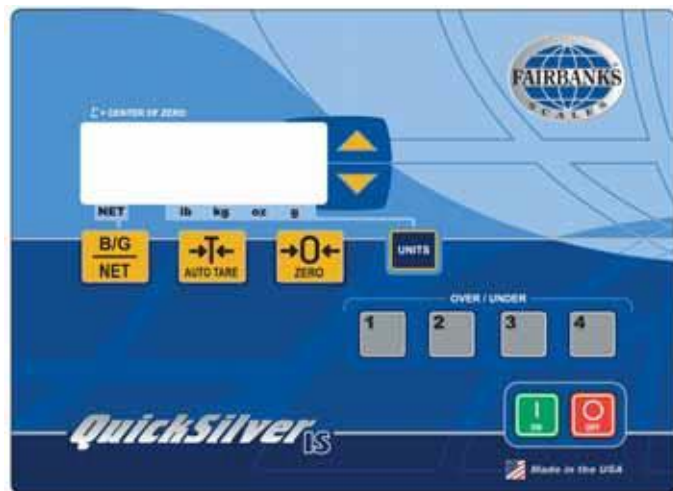 FAIRBANKS
SCALES
= CENTER OF ZERO
NET lb kg oz g
B/G
NET
T
AUTO TARE
0
ZERO
UNITS
OVER / UNDER
1 2 3 4
QuickSilver IS
I
ON
O
OFF
Made in the USA